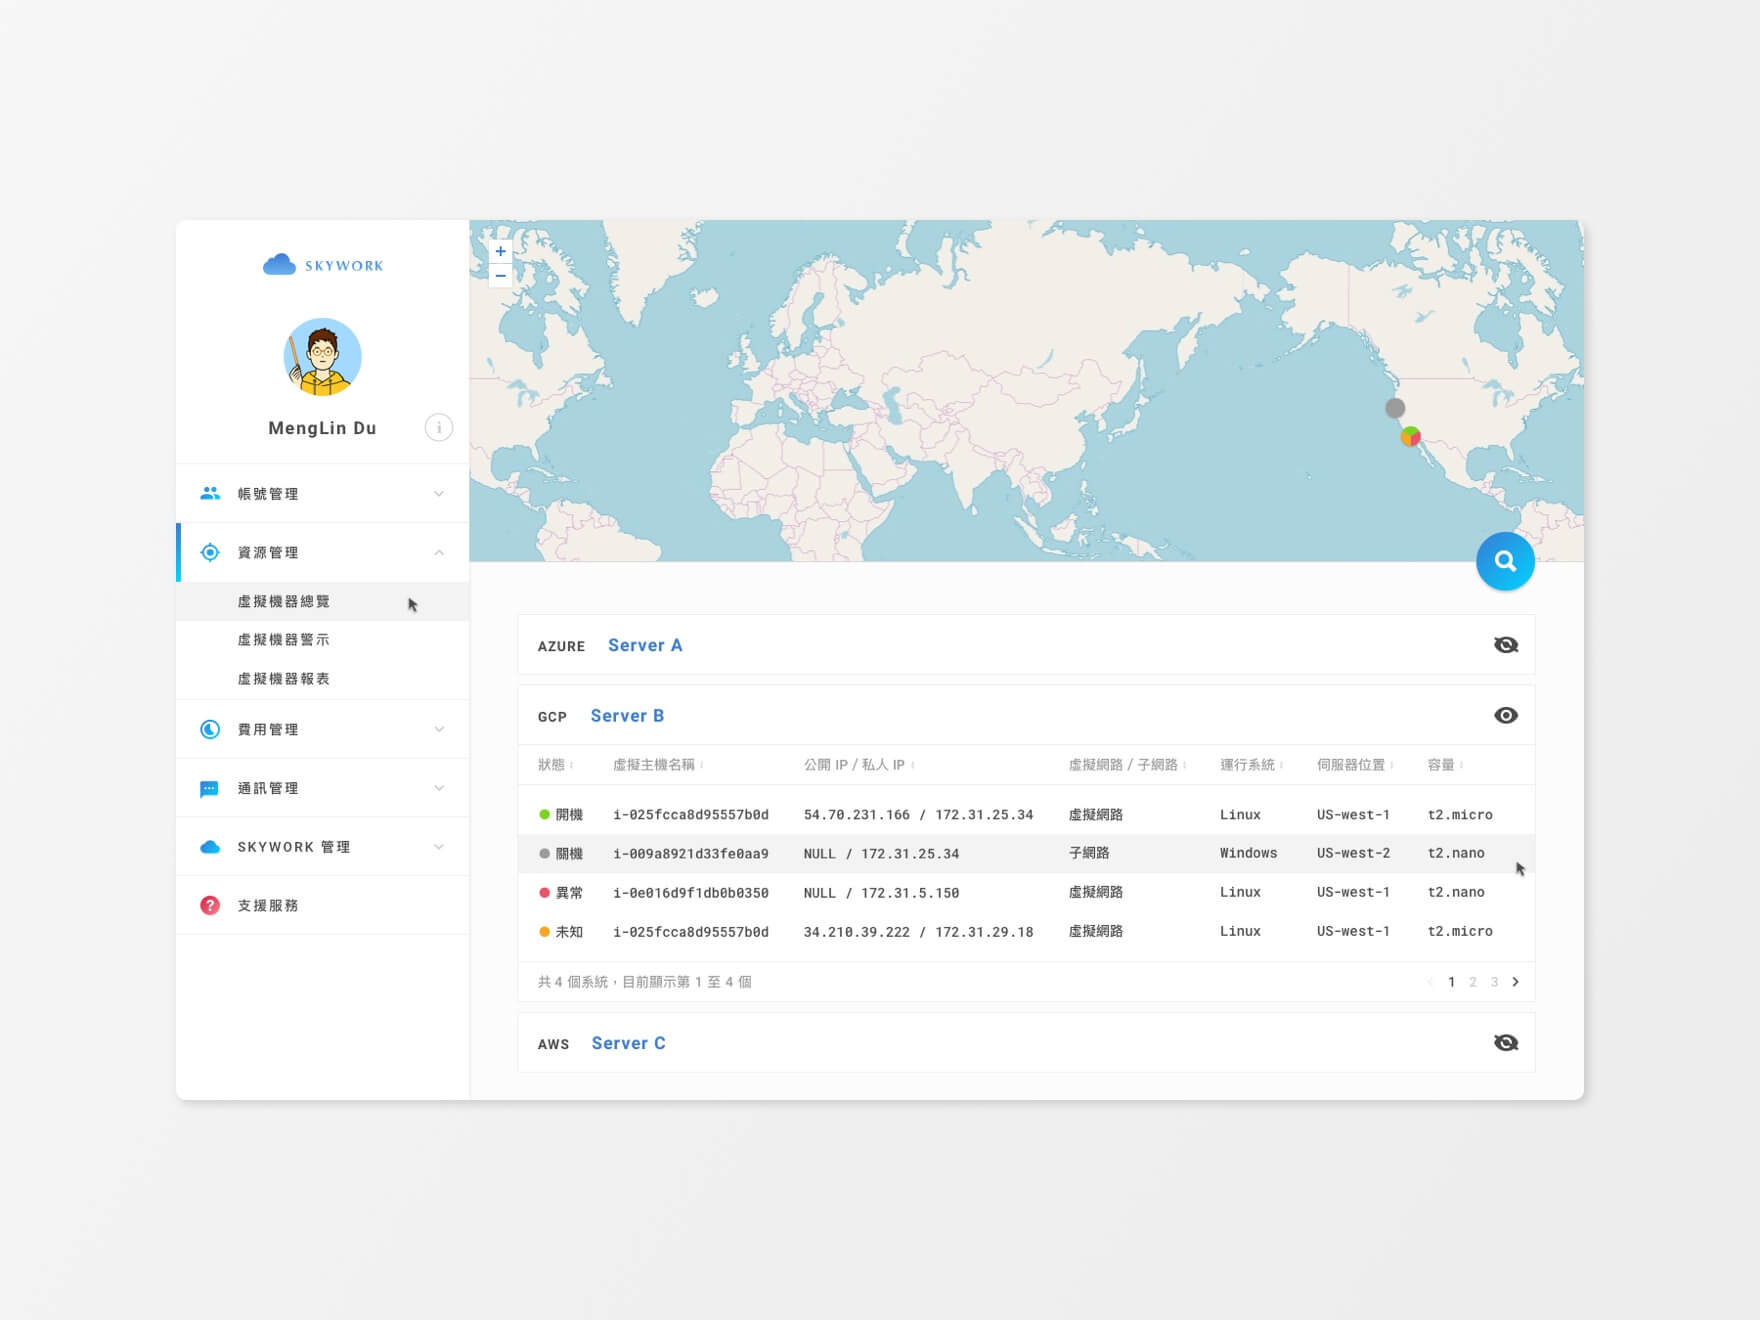 SKYWORK
MengLin Du
帳號管理
資源管理
虛擬機器總覽
虛擬機器警示
虛擬機器報表
費用管理
通訊管理
SKYWORK 管理
支援服務
+
−
AZURE Server A
GCP Server B
狀態 虛擬主機名稱 公開 IP / 私人 IP 虛擬網路 / 子網路 運行系統 伺服器位置 容量
開機 i-025fcca8d95557b0d 54.70.231.166 / 172.31.25.34 虛擬網路 Linux US-west-1 t2.micro
關機 i-009a8921d33fe0aa9 NULL / 172.31.25.34 子網路 Windows US-west-2 t2.nano
異常 i-0e016d9f1db0b0350 NULL / 172.31.5.150 虛擬網路 Linux US-west-1 t2.nano
未知 i-025fcca8d95557b0d 34.210.39.222 / 172.31.29.18 虛擬網路 Linux US-west-1 t2.micro
共 4 個系統，目前顯示第 1 至 4 個 1 2 3
AWS Server C